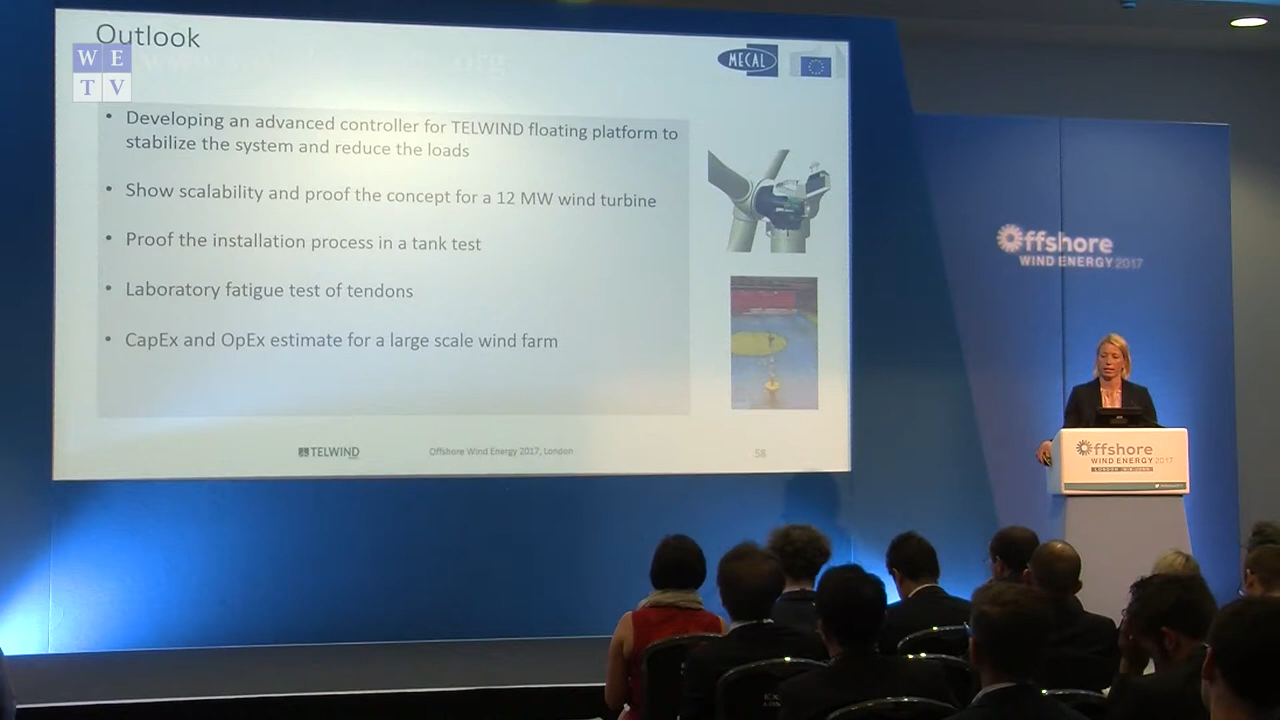 Outlook
W E
T V
MECAL
• Developing an advanced controller for TELWIND floating platform to
stabilize the system and reduce the loads
• Show scalability and proof the concept for a 12 MW wind turbine
• Proof the installation process in a tank test
• Laboratory fatigue test of tendons
• CapEx and OpEx estimate for a large scale wind farm
TELWIND
Offshore Wind Energy 2017, London
58
Offshore
WIND ENERGY 2017
Offshore
WIND ENERGY 2017